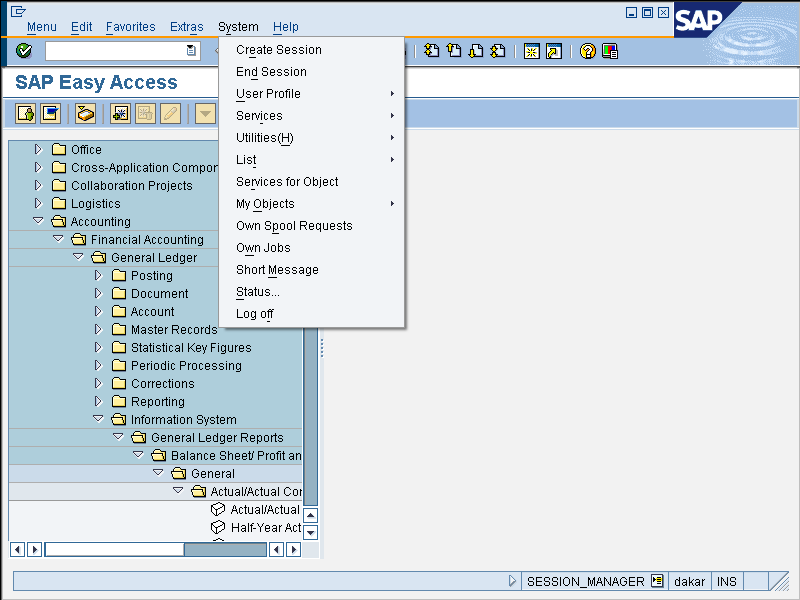 Menu Edit Favorites Extras System Help
SAP
SAP Easy Access
Create Session
End Session
User Profile
Services
Utilities(H)
List
Services for Object
My Objects
Own Spool Requests
Own Jobs
Short Message
Status...
Log off
Office
Cross-Application Compor
Collaboration Projects
Logistics
Accounting
Financial Accounting
General Ledger
Posting
Document
Account
Master Records
Statistical Key Figures
Periodic Processing
Corrections
Reporting
Information System
General Ledger Reports
Balance Sheet/ Profit an
General
Actual/Actual Cor
Actual/Actual
Half-Year Act
SESSION_MANAGER dakar INS